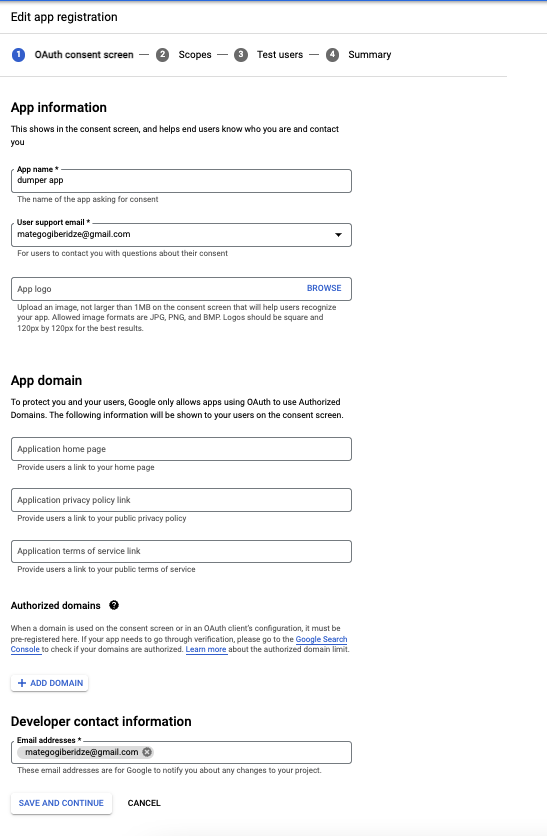 Edit app registration
1 OAuth consent screen — 2 Scopes — 3 Test users — 4 Summary
App information
This shows in the consent screen, and helps end users know who you are and contact
you
App name *
dumper app
The name of the app asking for consent
User support email *
mategogiberidze@gmail.com
For users to contact you with questions about their consent
App logo BROWSE
Upload an image, not larger than 1MB on the consent screen that will help users recognize
your app. Allowed image formats are JPG, PNG, and BMP. Logos should be square and
120px by 120px for the best results.
App domain
To protect you and your users, Google only allows apps using OAuth to use Authorized
Domains. The following information will be shown to your users on the consent screen.
Application home page
Provide users a link to your home page
Application privacy policy link
Provide users a link to your public privacy policy
Application terms of service link
Provide users a link to your public terms of service
Authorized domains ?
When a domain is used on the consent screen or in an OAuth client's configuration, it must be
pre-registered here. If your app needs to go through verification, please go to the Google Search
Console to check if your domains are authorized. Learn more about the authorized domain limit.
+ ADD DOMAIN
Developer contact information
Email addresses *
mategogiberidze@gmail.com
These email addresses are for Google to notify you about any changes to your project.
SAVE AND CONTINUE CANCEL